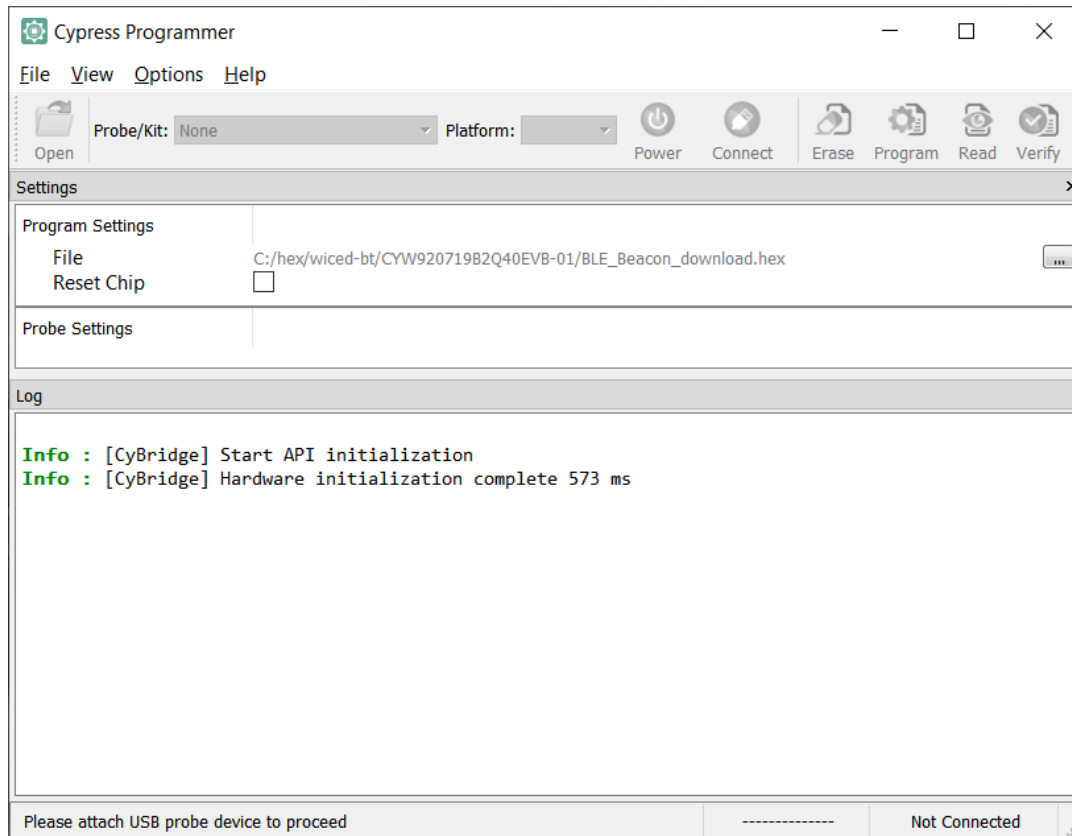 Cypress Programmer
File View Options Help
Open Probe/Kit: None Platform: Power Connect Erase Program Read Verify
Settings
Program Settings
File C:/hex/wiced-bt/CYW920719B2Q40EVB-01/BLE_Beacon_download.hex ...
Reset Chip
Probe Settings
Log
Info : [CyBridge] Start API initialization
Info : [CyBridge] Hardware initialization complete 573 ms
Please attach USB probe device to proceed -------------- Not Connected